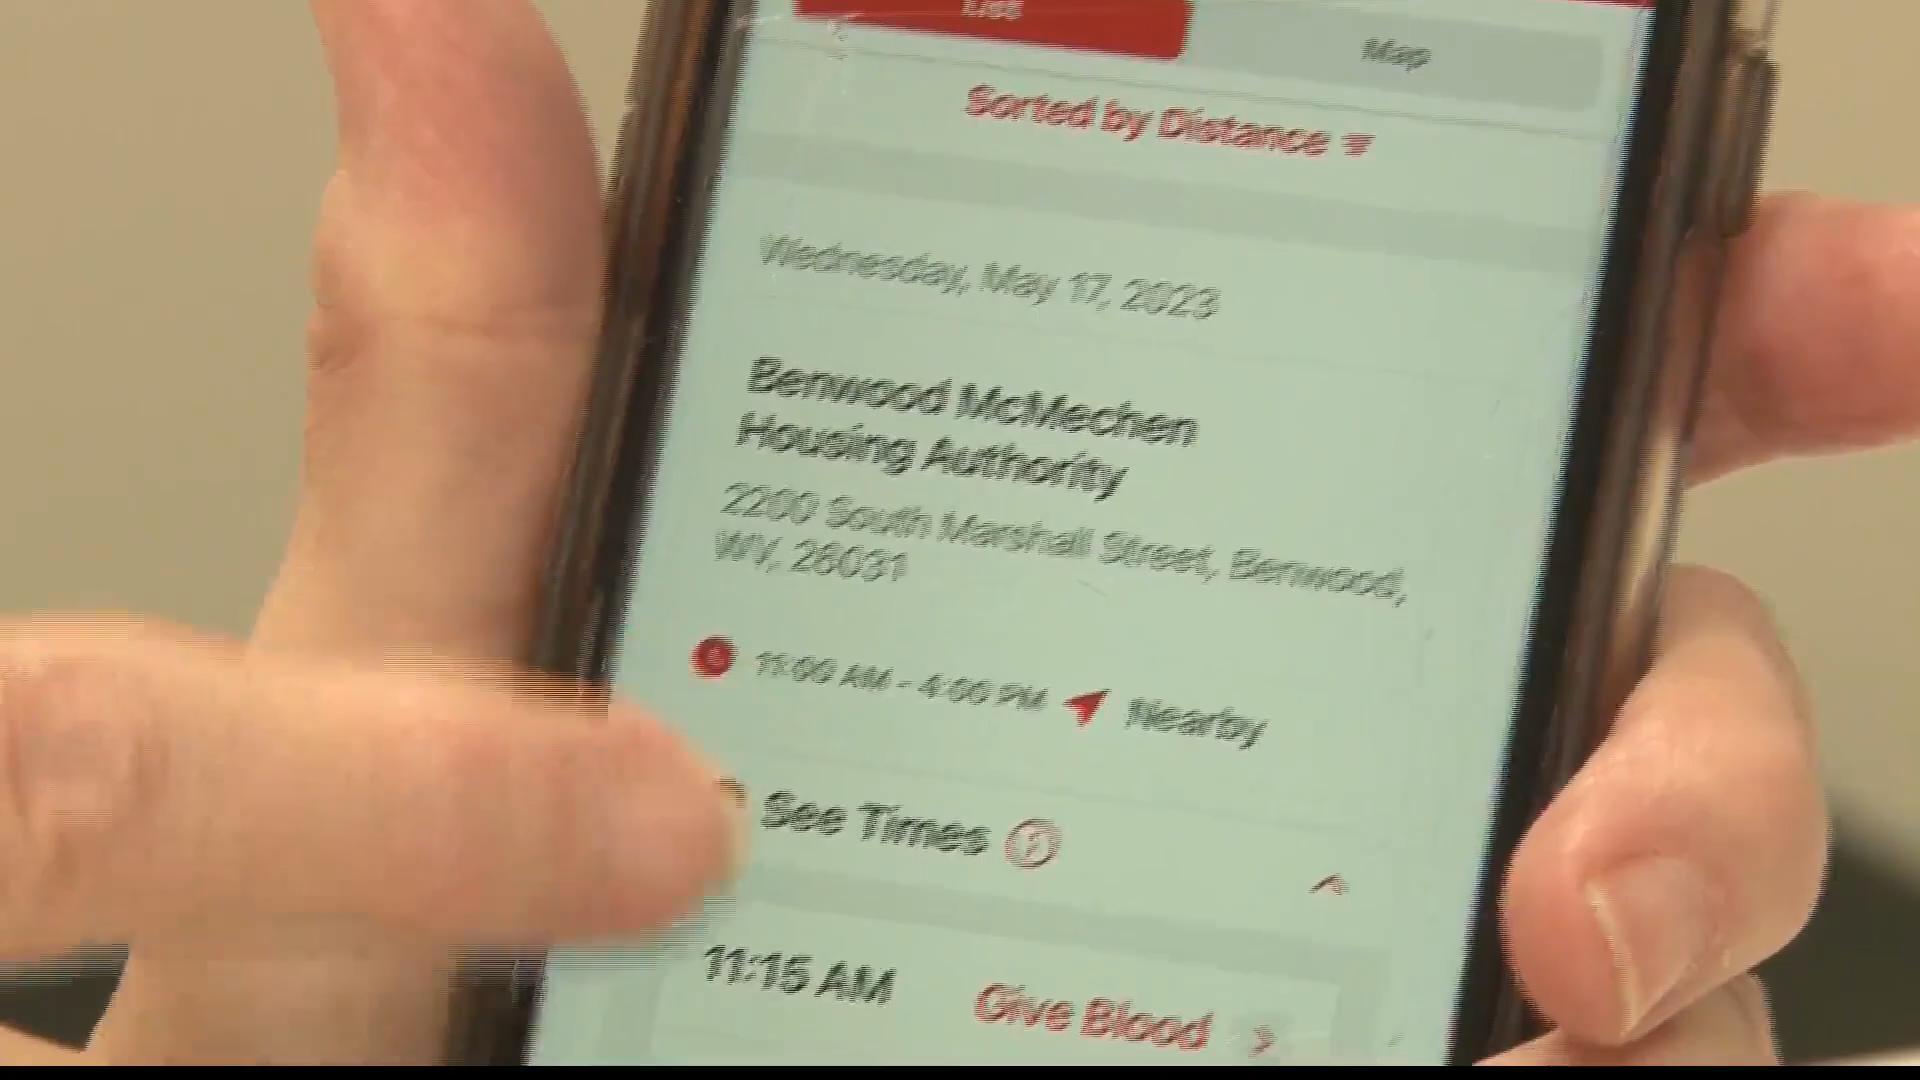 List
Map
Sorted by Distance
Wednesday, May 17, 2023
Benwood McMechen
Housing Authority
2200 South Marshall Street, Benwood,
WV, 26031
11:00 AM - 4:00 PM Nearby
See Times
11:15 AM Give Blood